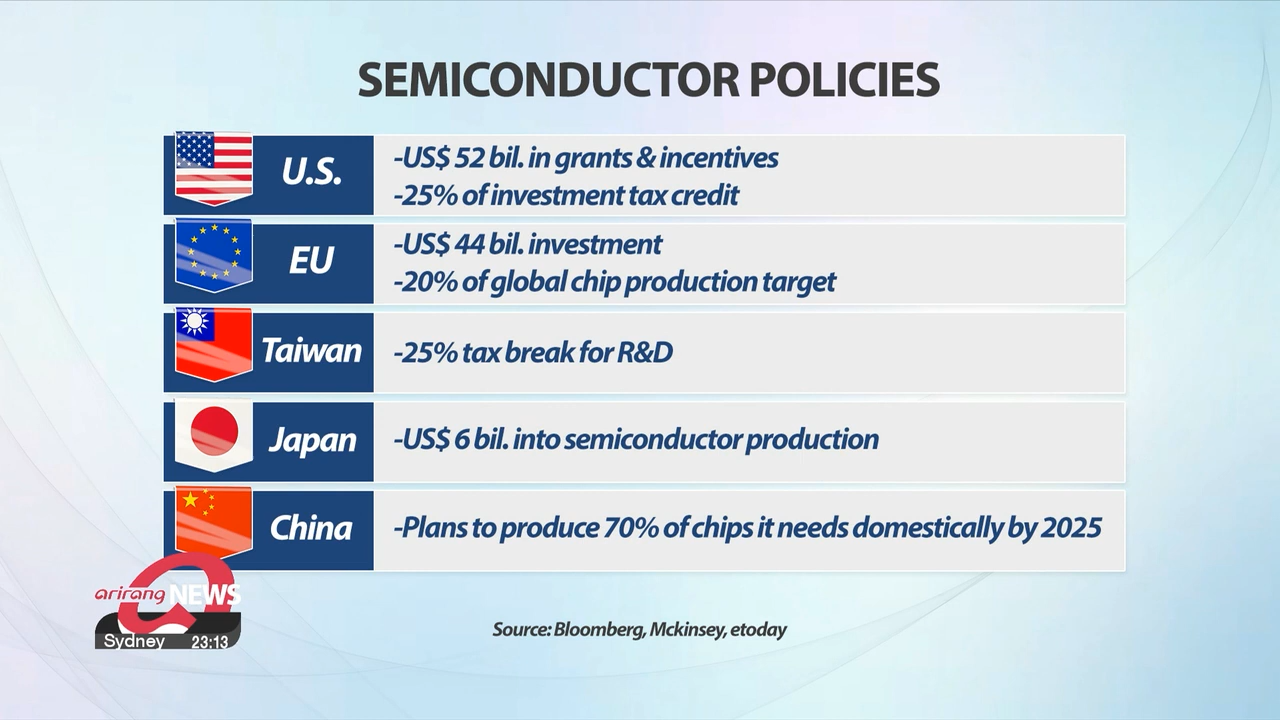 SEMICONDUCTOR POLICIES
U.S.
-US$ 52 bil. in grants & incentives
-25% of investment tax credit
EU
-US$ 44 bil. investment
-20% of global chip production target
Taiwan
-25% tax break for R&D
Japan
-US$ 6 bil. into semiconductor production
China
-Plans to produce 70% of chips it needs domestically by 2025
arirang NEWS
Sydney 23:13
Source: Bloomberg, Mckinsey, etoday